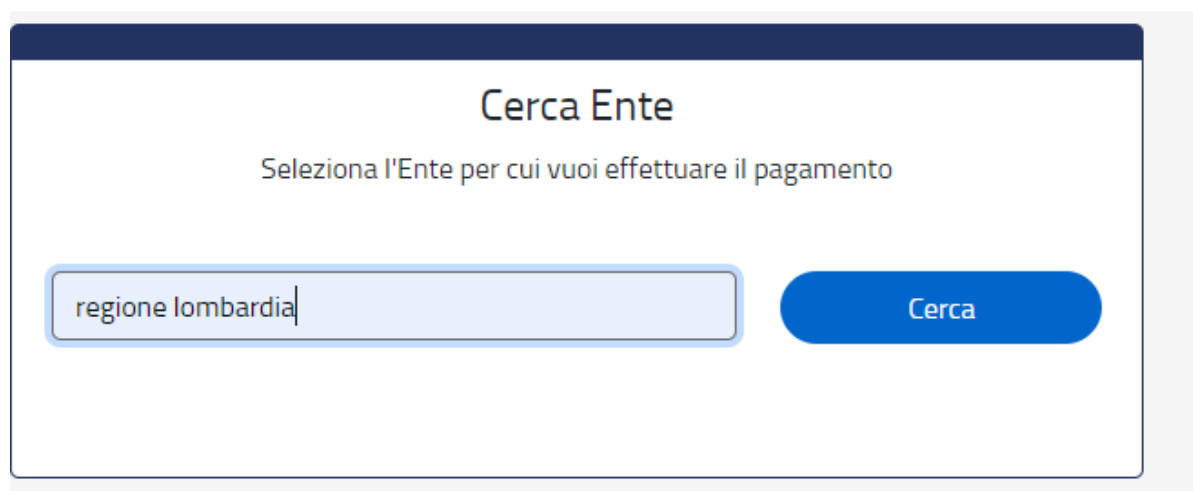 Cerca Ente
Seleziona l'Ente per cui vuoi effettuare il pagamento
regione lombardia
Cerca